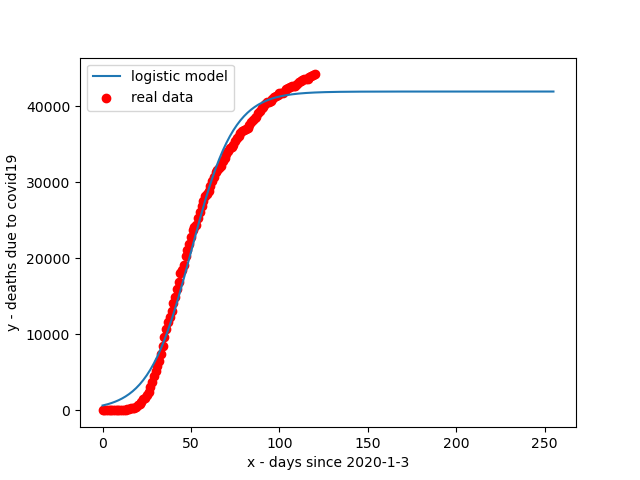 logistic model
real data
y - deaths due to covid19
40000
30000
20000
10000
0
0 50 100 150 200 250
x - days since 2020-1-3